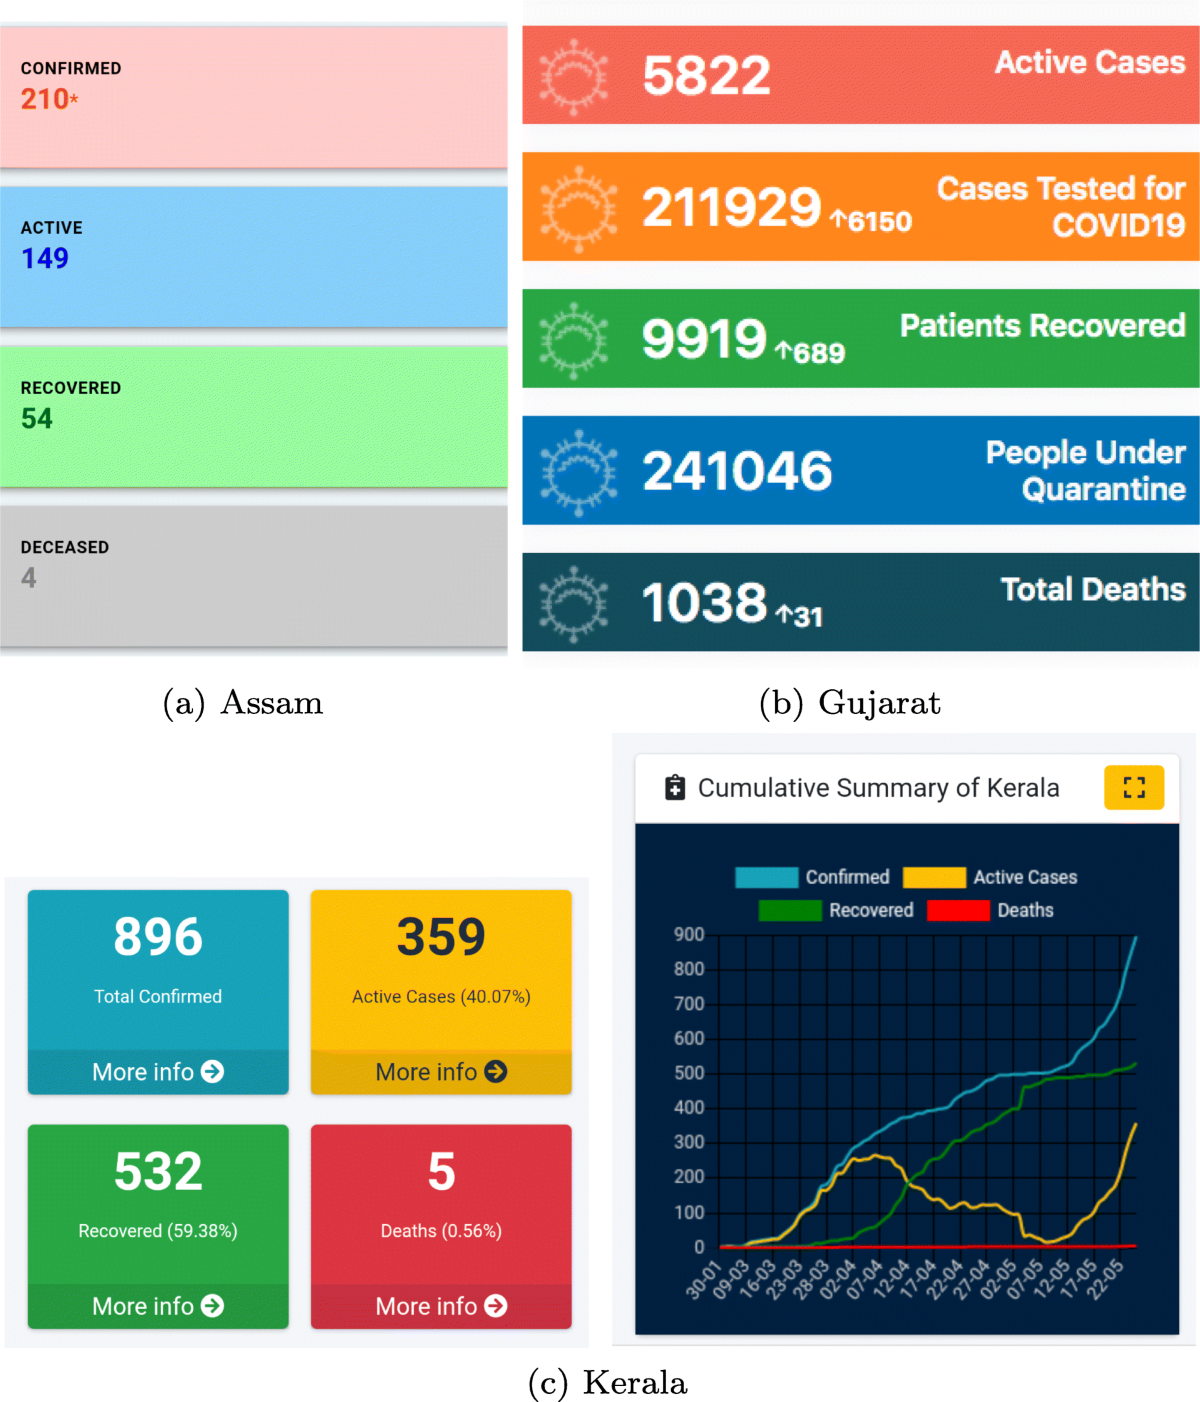 CONFIRMED
210*
ACTIVE
149
RECOVERED
54
DECEASED
4
(a) Assam
5822
Active Cases
211929 ↑6150
Cases Tested for
COVID19
9919 ↑689
Patients Recovered
241046
People Under
Quarantine
1038 ↑31
Total Deaths
(b) Gujarat
896
Total Confirmed
More info
359
Active Cases (40.07%)
More info
532
Recovered (59.38%)
More info
5
Deaths (0.56%)
More info
Cumulative Summary of Kerala
Confirmed
Active Cases
Recovered
Deaths
900
800
700
600
500
400
300
200
100
0
30-01
09-03
16-03
23-03
28-03
02-04
07-04
12-04
17-04
22-04
27-04
02-05
07-05
12-05
17-05
22-05
(c) Kerala